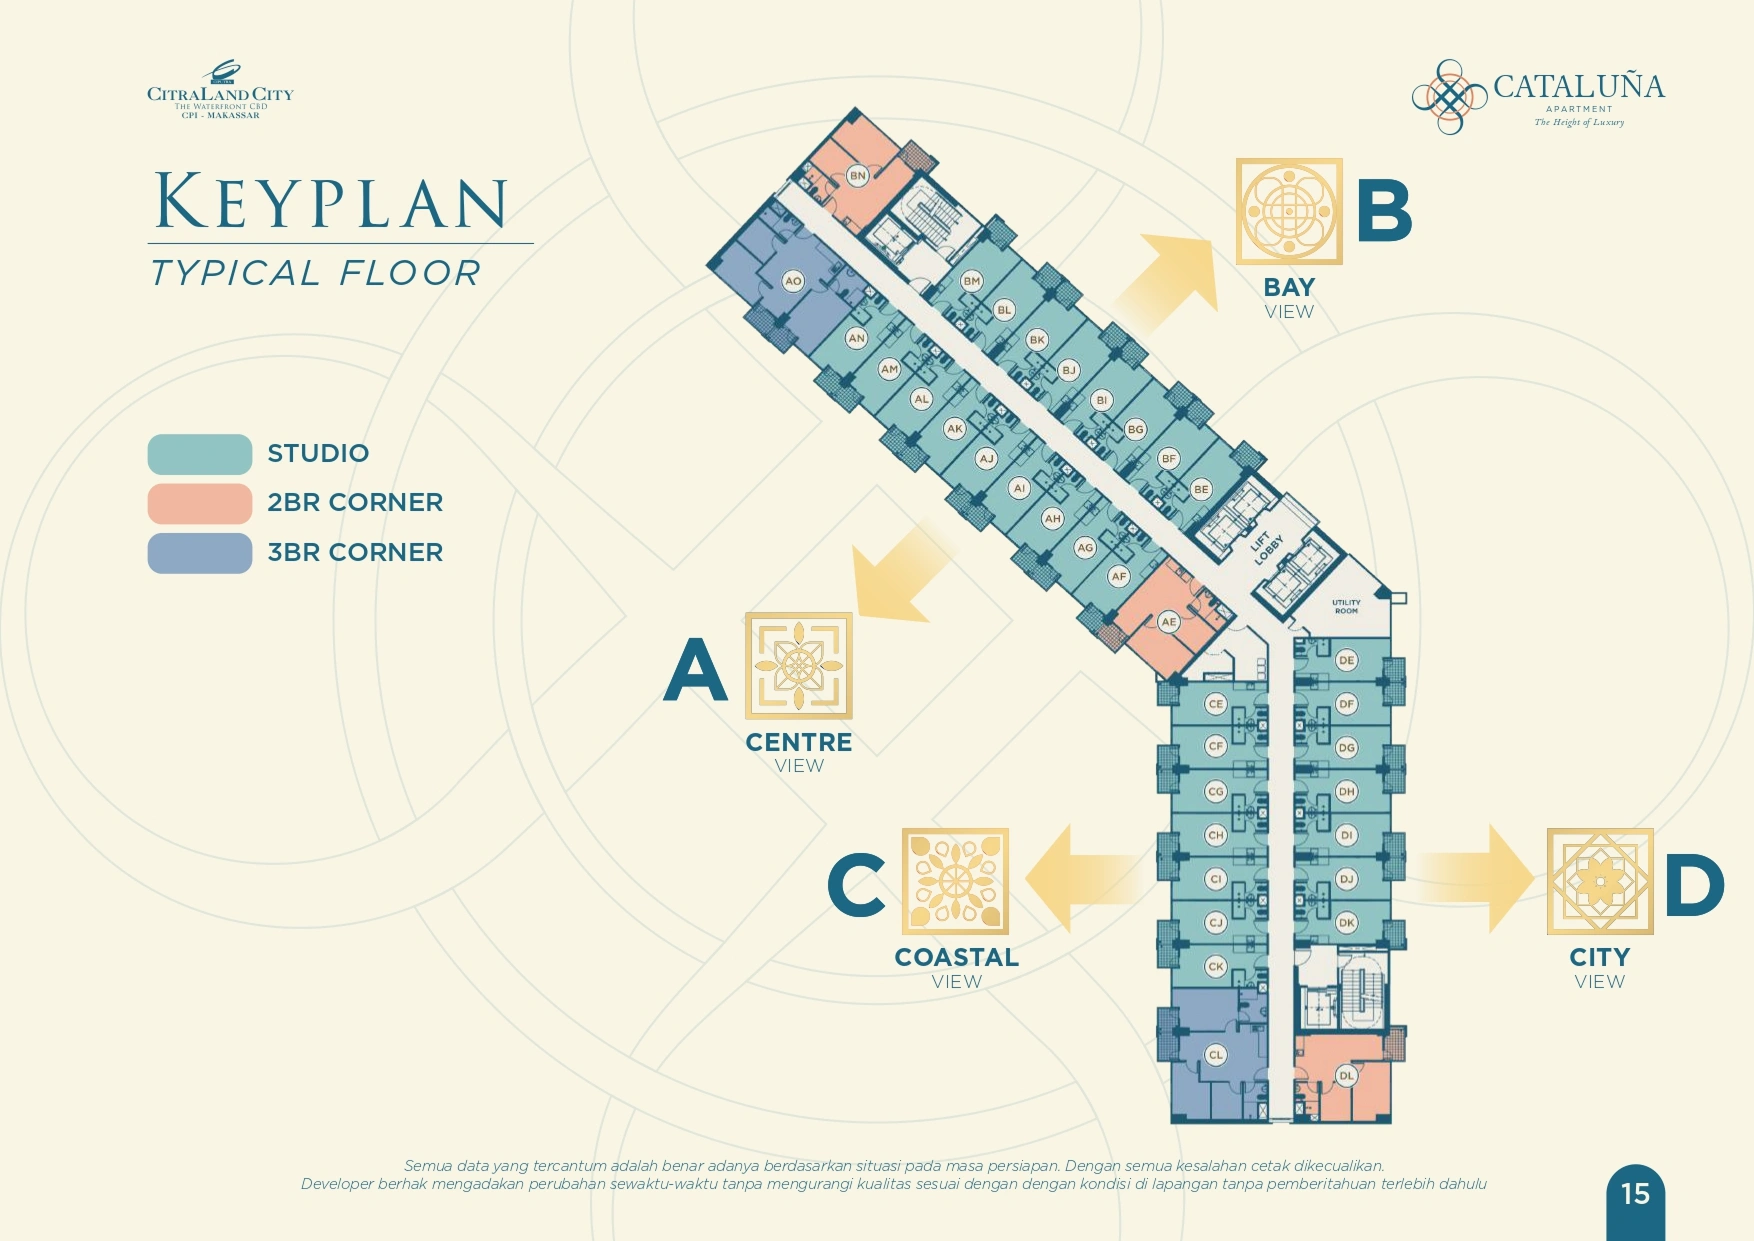 CITRALAND CITY
THE WATERFRONT CBD
CPI - MAKASSAR
CATALUÑA
APARTMENT
The Height of Luxury
KEYPLAN
TYPICAL FLOOR
STUDIO
2BR CORNER
3BR CORNER
B
BAY
VIEW
A
CENTRE
VIEW
C
COASTAL
VIEW
D
CITY
VIEW
BN
AO
BM
BL
BK
BJ
BI
BG
BF
BE
AN
AM
AL
AK
AJ
AI
AH
AG
AF
AE
LIFT
LOBBY
UTILITY
ROOM
CE
CF
CG
CH
CI
CJ
CK
CL
DE
DF
DG
DH
DI
DJ
DK
DL
Semua data yang tercantum adalah benar adanya berdasarkan situasi pada masa persiapan. Dengan semua kesalahan cetak dikecualikan.
Developer berhak mengadakan perubahan sewaktu-waktu tanpa mengurangi kualitas sesuai dengan dengan kondisi di lapangan tanpa pemberitahuan terlebih dahulu
15